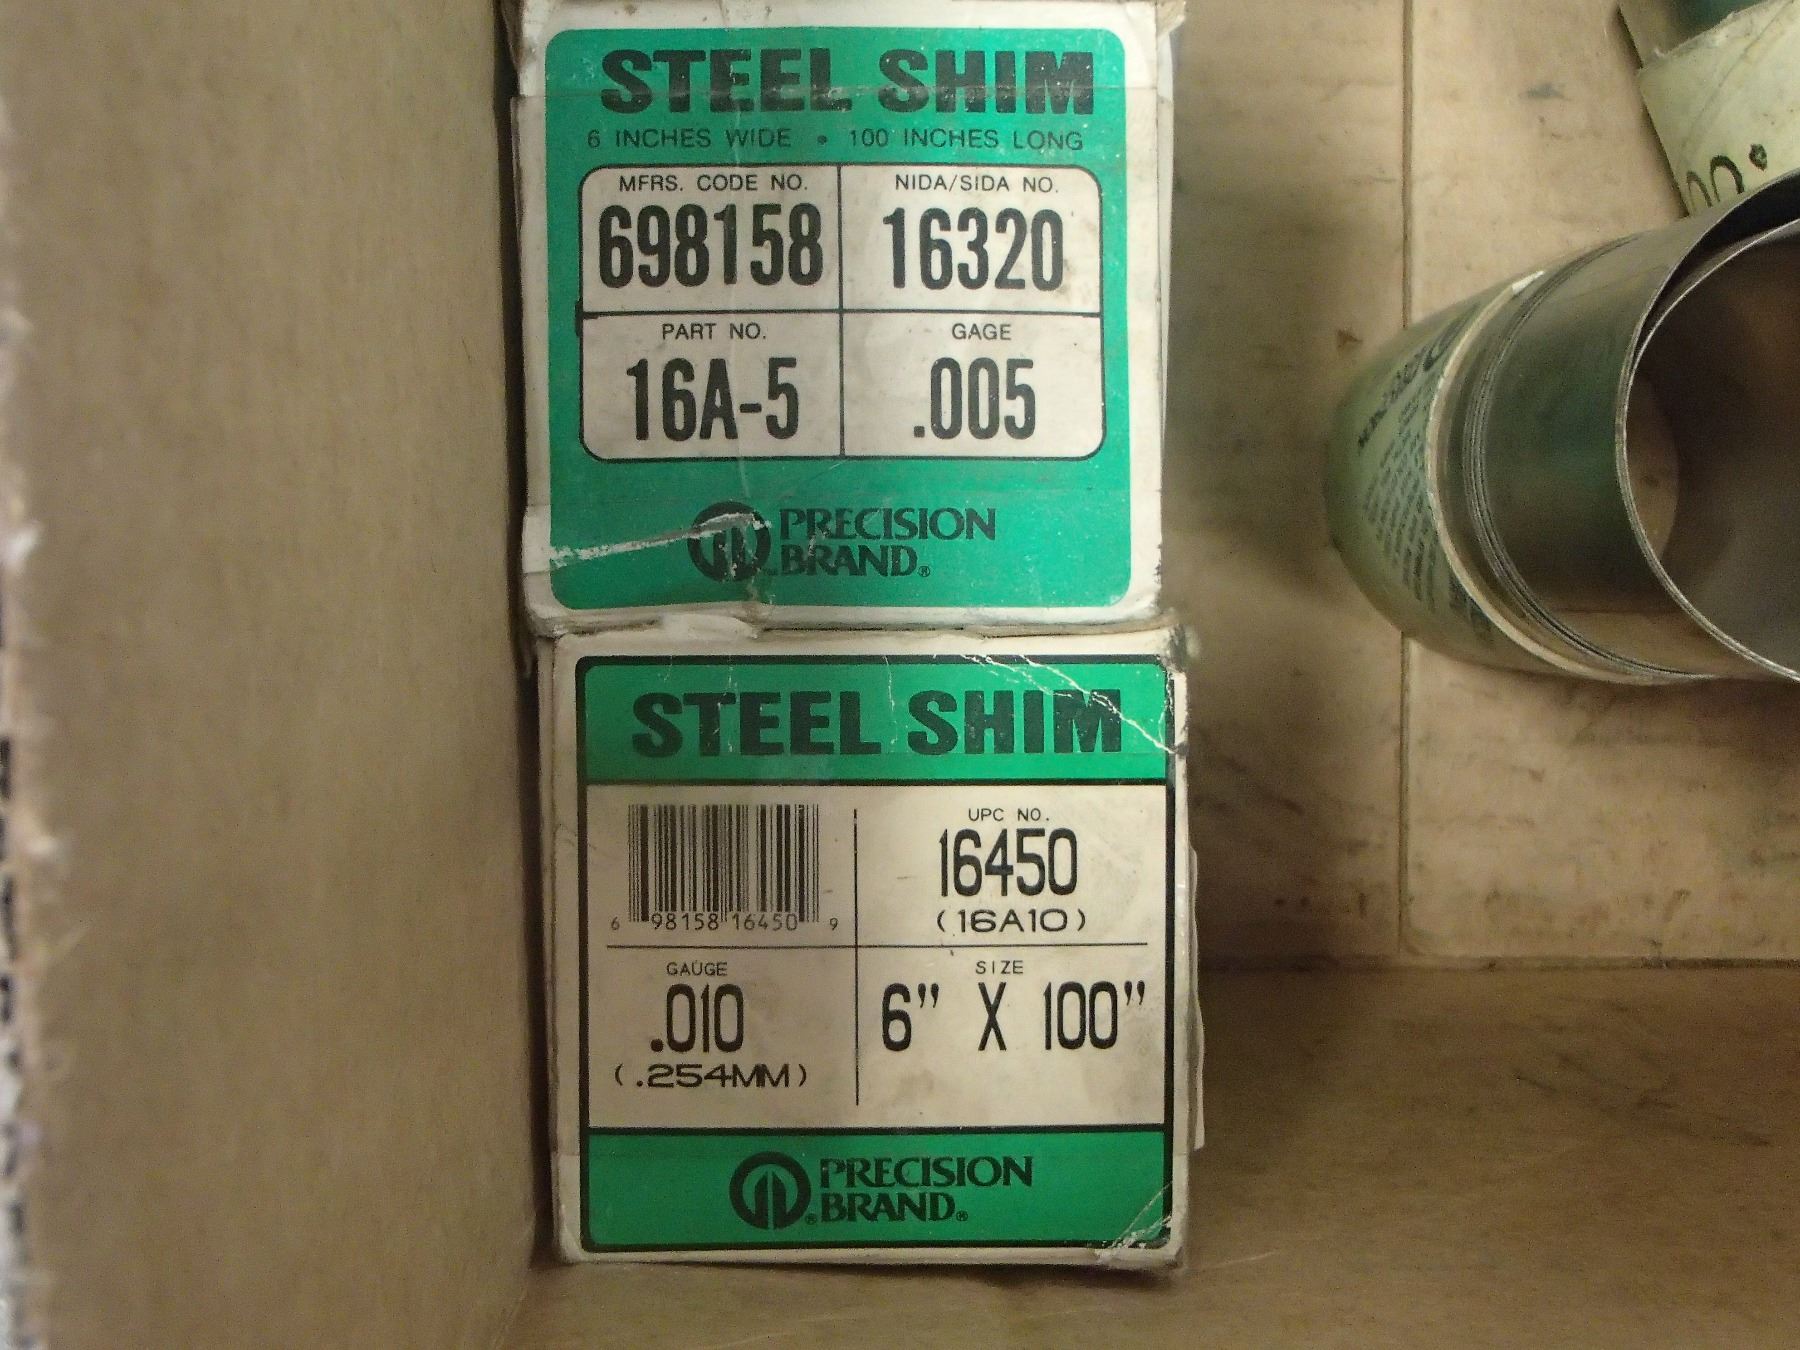 STEEL SHIM
6 INCHES WIDE • 100 INCHES LONG
MFRS. CODE NO.
698158
NIDA/SIDA NO.
16320
PART NO.
16A-5
GAGE
.005
PRECISION
BRAND®
STEEL SHIM
6 98158 16450 9
UPC NO.
16450
(16A10)
GAUGE
.010
(.254MM)
SIZE
6" X 100"
PRECISION
BRAND®